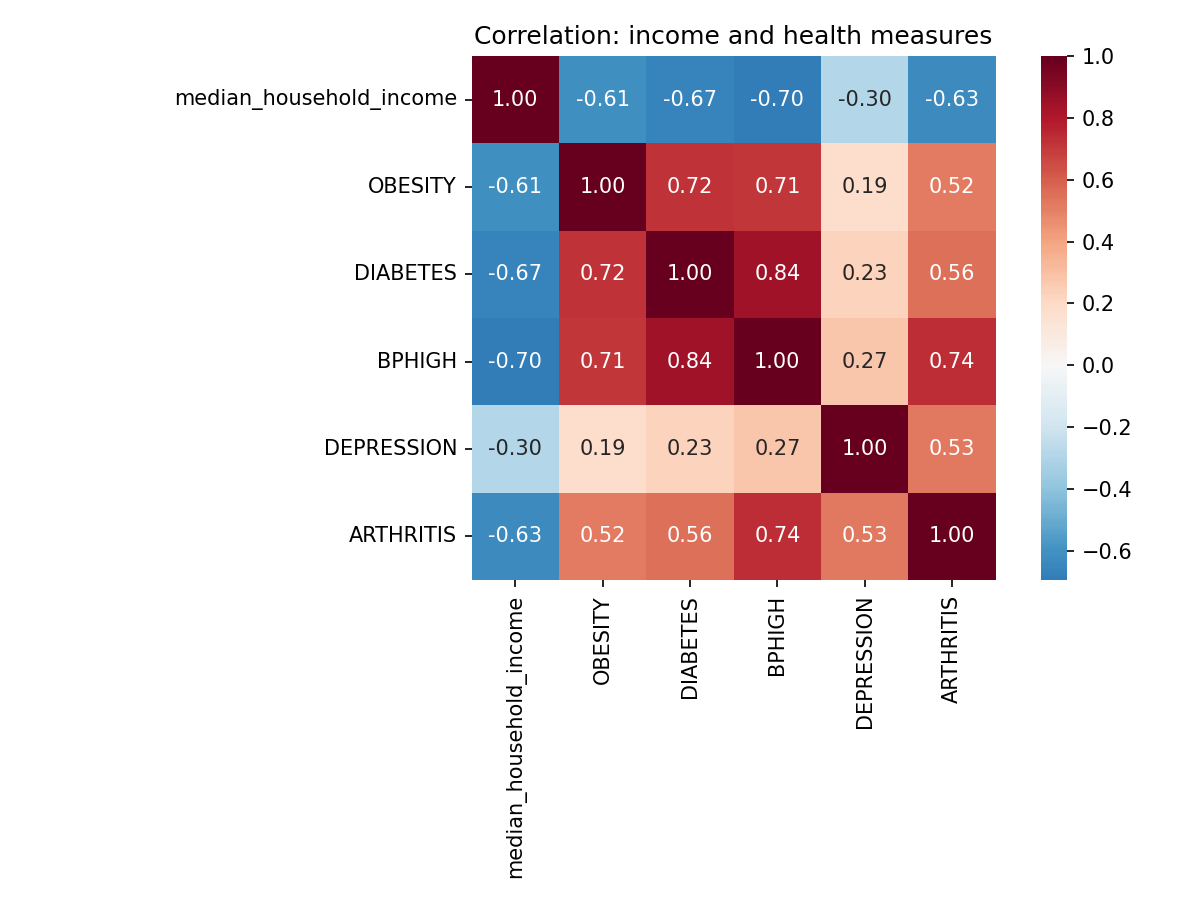 Correlation: income and health measures
median_household_income 1.00 -0.61 -0.67 -0.70 -0.30 -0.63
OBESITY -0.61 1.00 0.72 0.71 0.19 0.52
DIABETES -0.67 0.72 1.00 0.84 0.23 0.56
BPHIGH -0.70 0.71 0.84 1.00 0.27 0.74
DEPRESSION -0.30 0.19 0.23 0.27 1.00 0.53
ARTHRITIS -0.63 0.52 0.56 0.74 0.53 1.00
median_household_income
OBESITY
DIABETES
BPHIGH
DEPRESSION
ARTHRITIS
1.0
0.8
0.6
0.4
0.2
0.0
−0.2
−0.4
−0.6